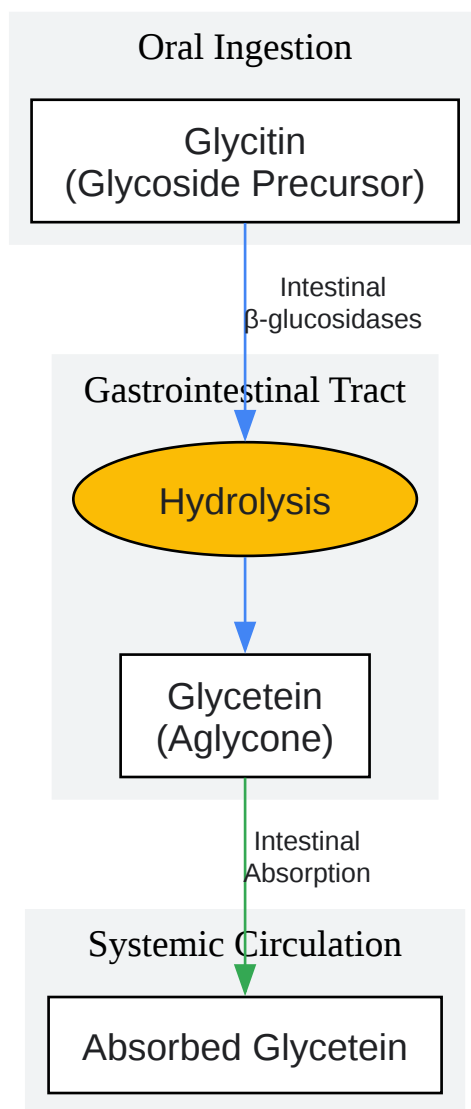 Oral Ingestion
Glycitin
(Glycoside Precursor)
Intestinal
β-glucosidases
Gastrointestinal Tract
Hydrolysis
Glycetein
(Aglycone)
Intestinal
Absorption
Systemic Circulation
Absorbed Glycetein